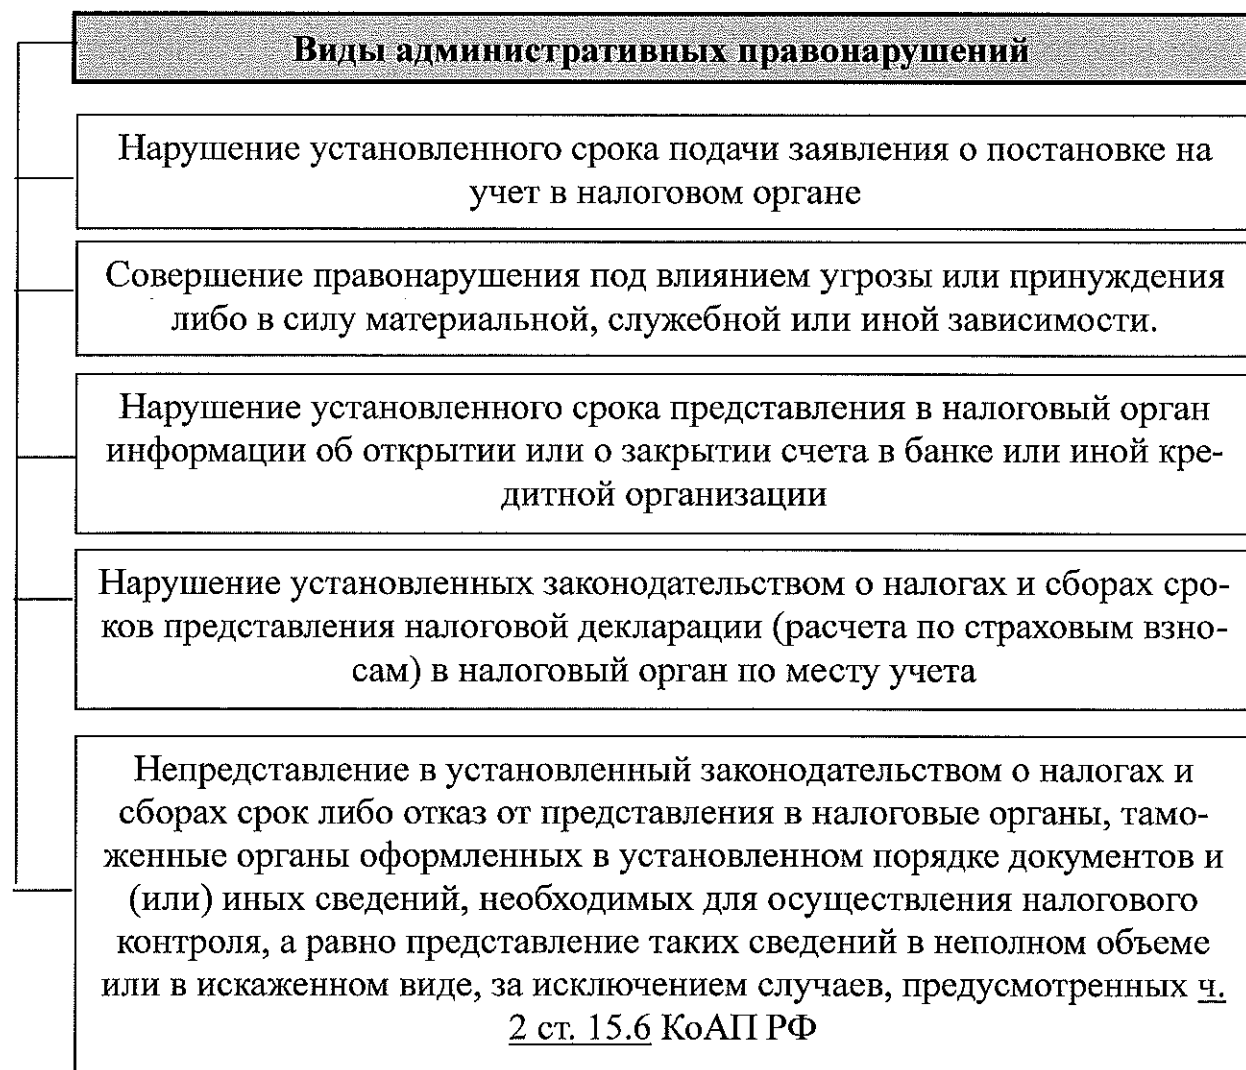 Виды административных правонарушений
Нарушение установленного срока подачи заявления о постановке на
учет в налоговом органе
Совершение правонарушения под влиянием угрозы или принуждения
либо в силу материальной, служебной или иной зависимости.
Нарушение установленного срока представления в налоговый орган
информации об открытии или о закрытии счета в банке или иной кре-
дитной организации
Нарушение установленных законодательством о налогах и сборах сро-
ков представления налоговой декларации (расчета по страховым взно-
сам) в налоговый орган по месту учета
Непредставление в установленный законодательством о налогах и
сборах срок либо отказ от представления в налоговые органы, тамо-
женные органы оформленных в установленном порядке документов и
(или) иных сведений, необходимых для осуществления налогового
контроля, а равно представление таких сведений в неполном объеме
или в искаженном виде, за исключением случаев, предусмотренных ч.
2 ст. 15.6 КоАП РФ